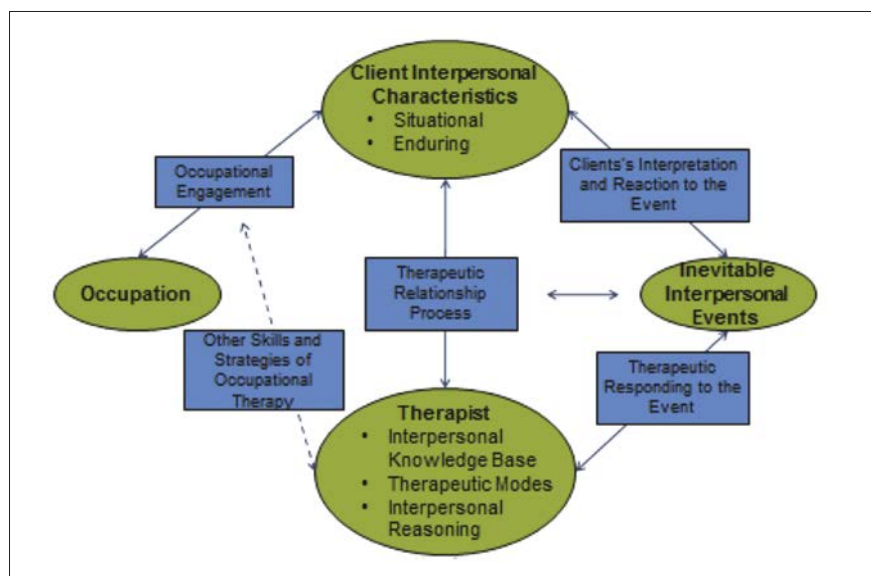 Client Interpersonal
Characteristics
• Situational
• Enduring
Occupational
Engagement
Clients's Interpretation
and Reaction to the
Event
Occupation
Therapeutic
Relationship
Process
Inevitable
Interpersonal
Events
Other Skills and
Strategies of
Occupational
Therapy
Therapeutic
Responding to the
Event
Therapist
• Interpersonal
Knowledge Base
• Therapeutic Modes
• Interpersonal
Reasoning